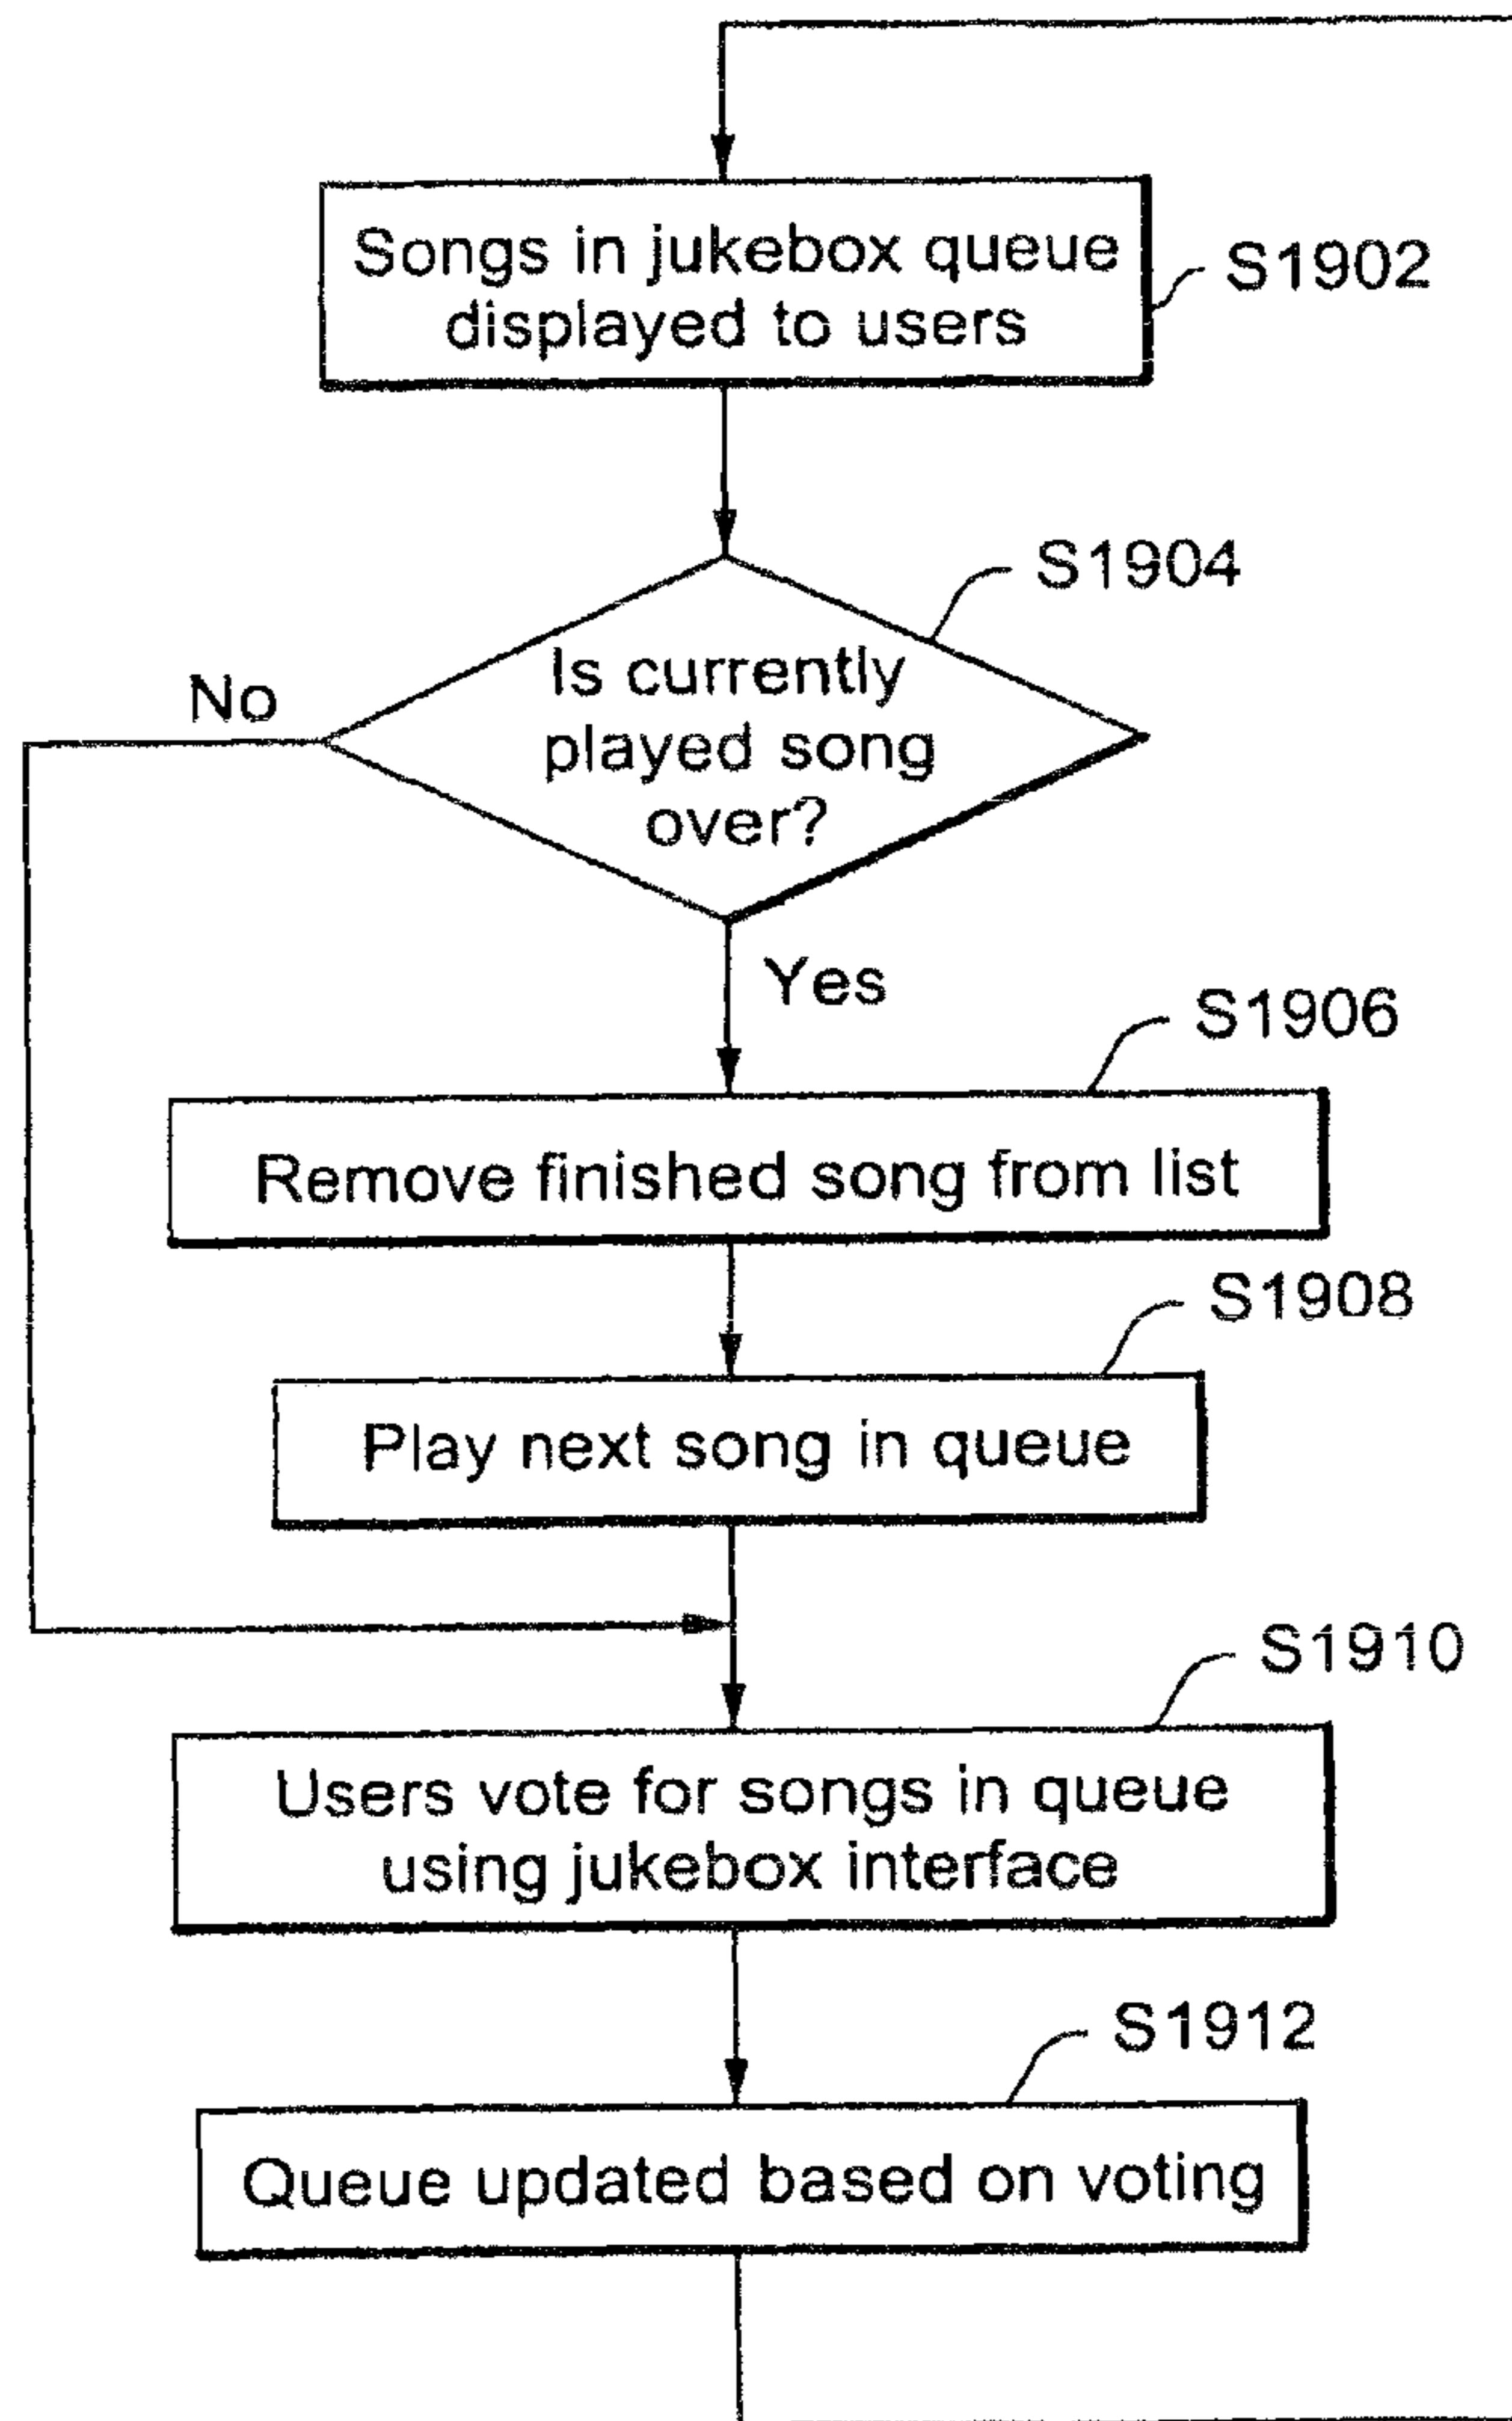 Songs in jukebox queue
displayed to users
S1902
S1904
Is currently
played song
over?
No
Yes
S1906
Remove finished song from list
S1908
Play next song in queue
S1910
Users vote for songs in queue
using jukebox interface
S1912
Queue updated based on voting